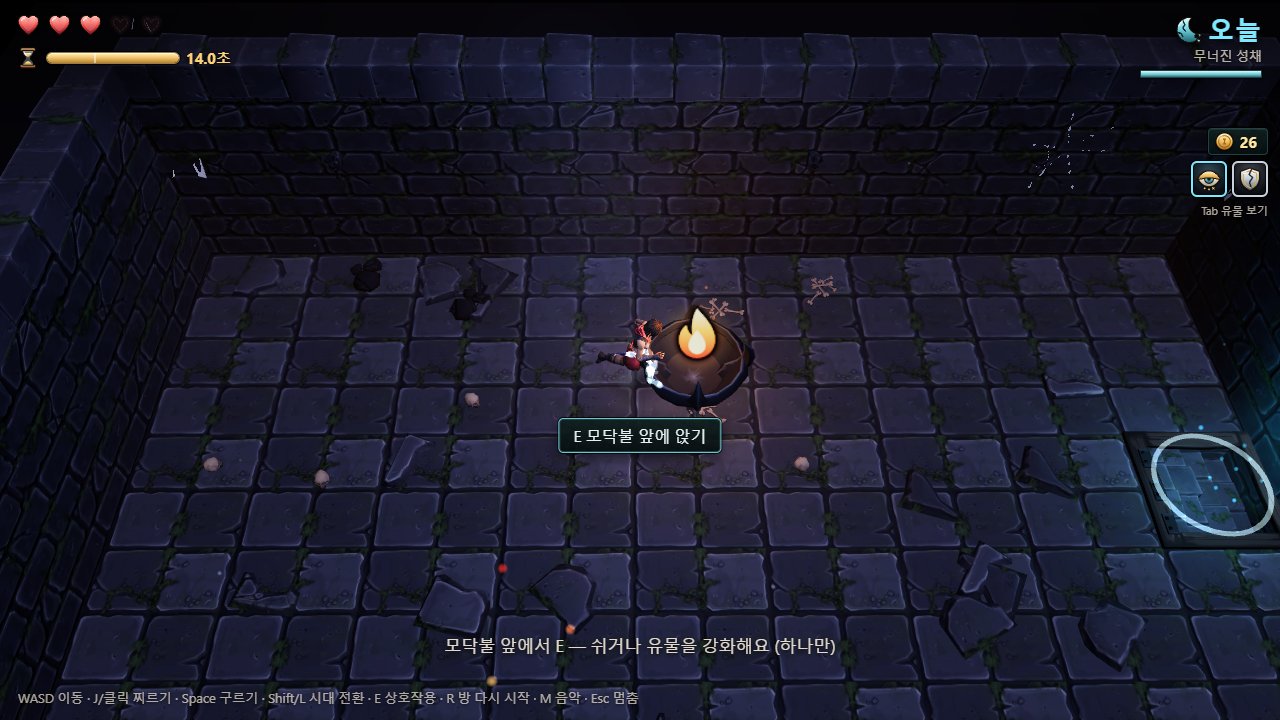 14.0초
오늘
무너진 성채
26
Tab 유물 보기
E 모닥불 앞에 앉기
모닥불 앞에서 E — 쉬거나 유물을 강화해요 (하나만)
WASD 이동 · J/클릭 찌르기 · Space 구르기 · Shift/L 시대 전환 · E 상호작용 · R 방 다시 시작 · M 음악 · Esc 멈춤